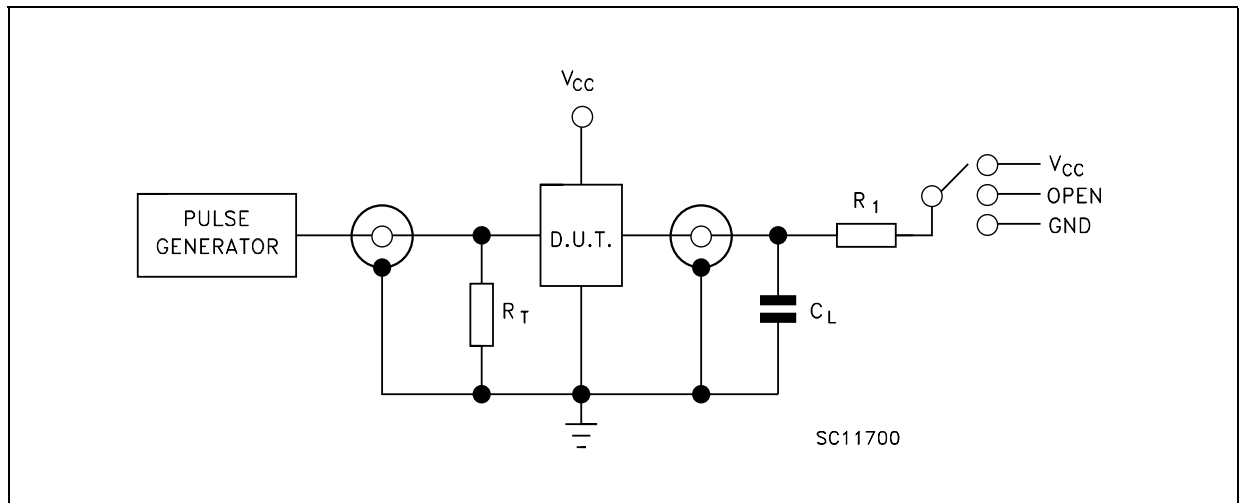 VCC
VCC
OPEN
GND
R1
PULSE
GENERATOR
D.U.T.
RT
CL
SC11700